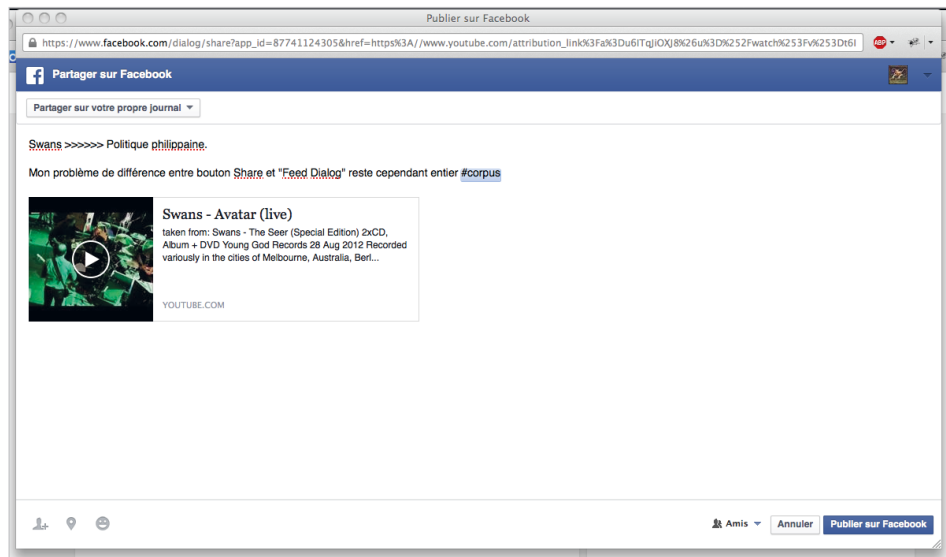 Publier sur Facebook
https://www.facebook.com/dialog/share?app_id=87741124305&href=https%3A//www.youtube.com/attribution_link%3Fa%3Du6ITqJiOXJ8%26u%3D%252Fwatch%253Fv%253Dt6l
ABP
Partager sur Facebook
Partager sur votre propre journal
Swans >>>>>> Politique philippaine.
Mon problème de différence entre bouton Share et "Feed Dialog" reste cependant entier #corpus
Swans - Avatar (live)
taken from: Swans - The Seer (Special Edition) 2xCD,
Album + DVD Young God Records 28 Aug 2012 Recorded
variously in the cities of Melbourne, Australia, Berl...
YOUTUBE.COM
Amis Annuler Publier sur Facebook